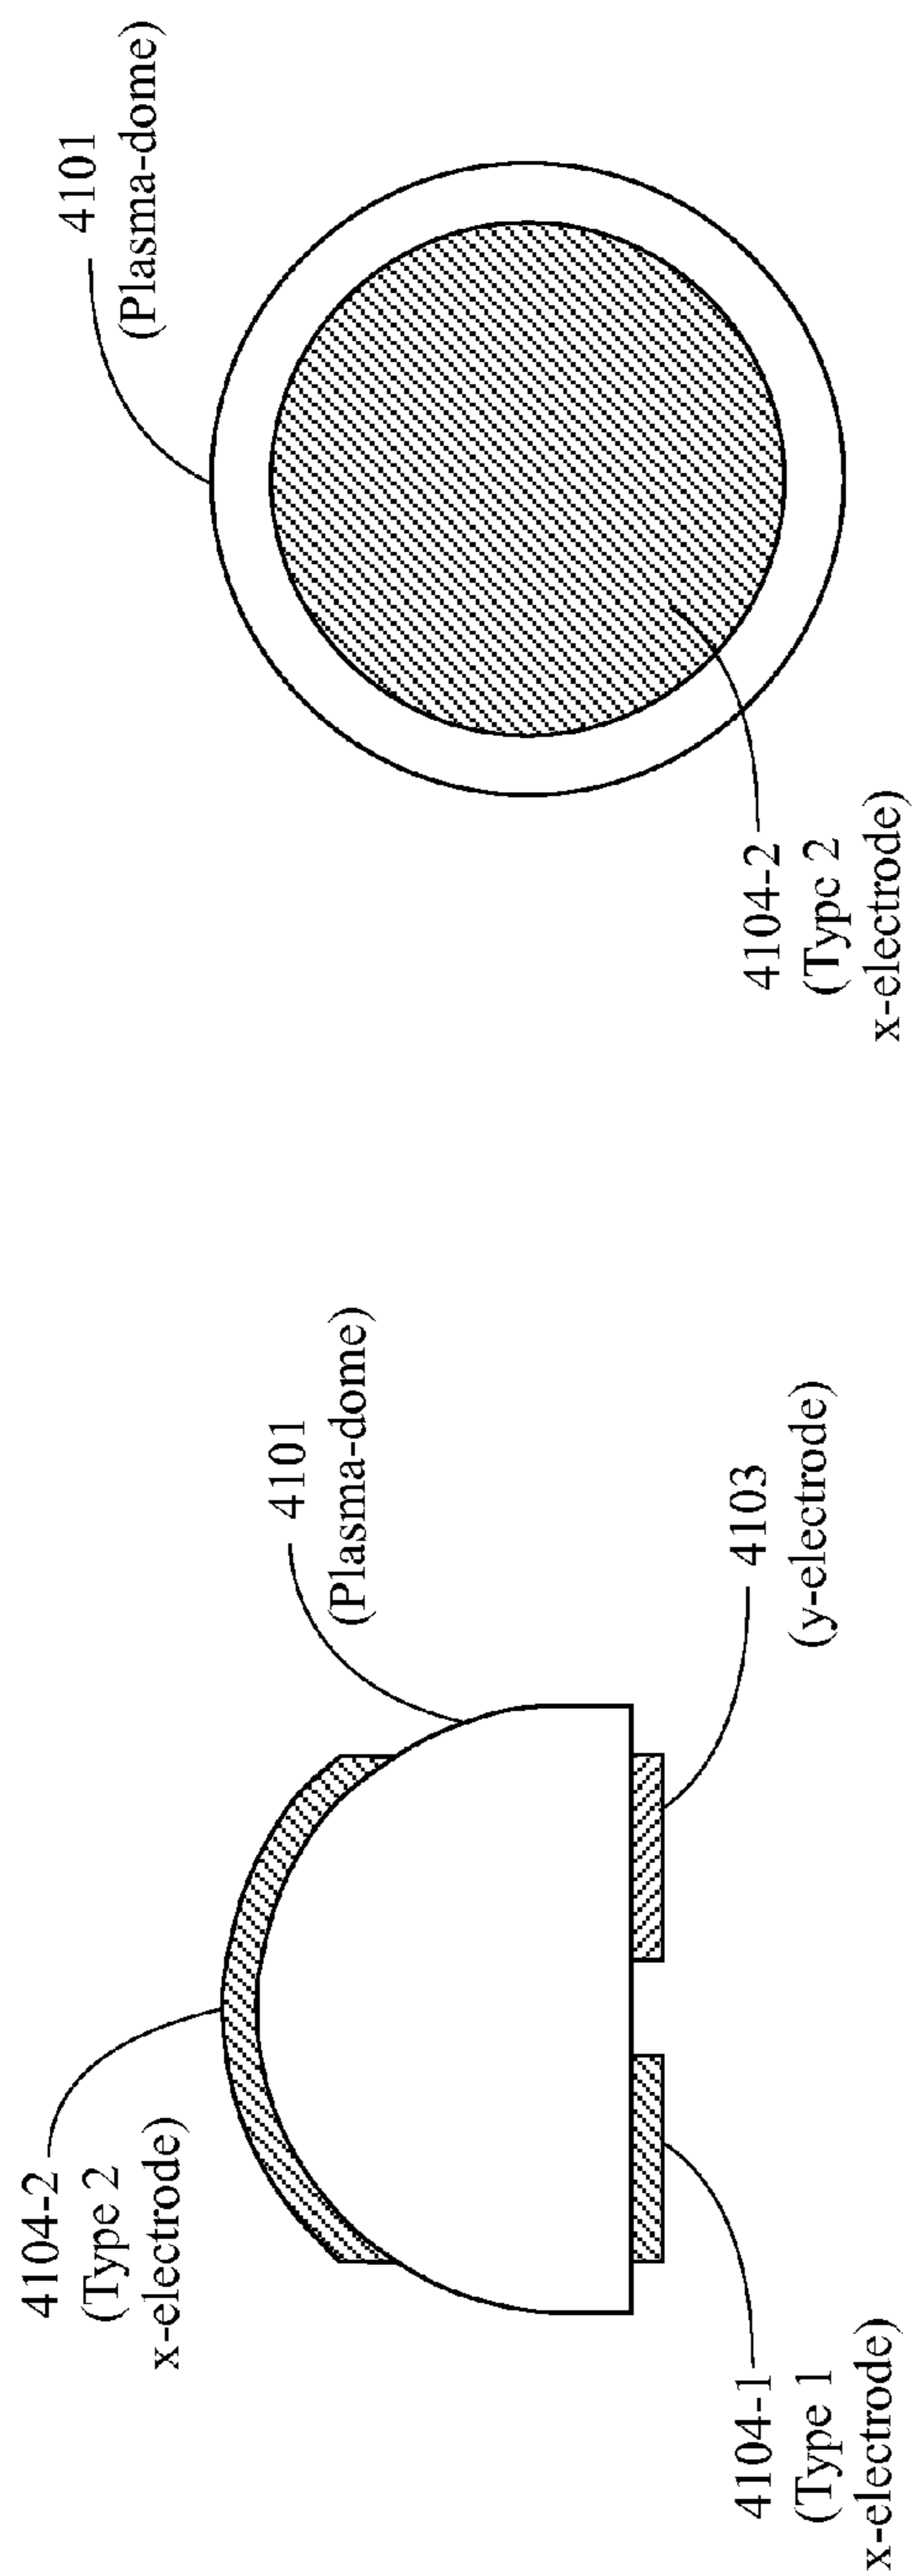 4104-2
(Type 2
x-electrode)
4101
(Plasma-dome)
4104-1
(Type 1
x-electrode)
4103
(y-electrode)
4101
(Plasma-dome)
4104-2
(Typc 2
x-electrode)